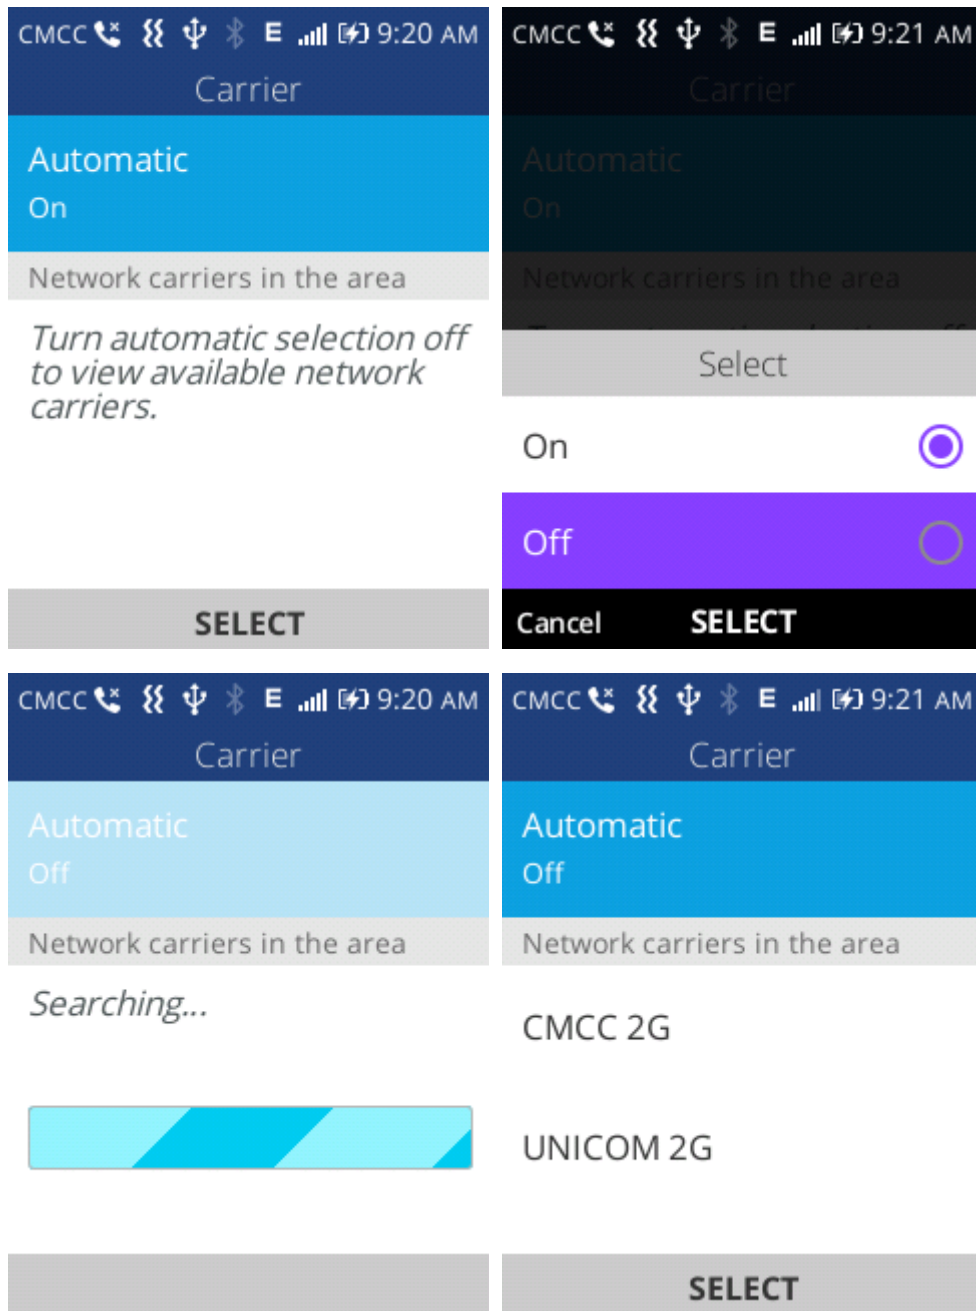 CMCC E 9:20 AM
Carrier
Automatic
On
Network carriers in the area
Turn automatic selection off
to view available network
carriers.
SELECT
CMCC E 9:21 AM
Carrier
Automatic
On
Network carriers in the area
Select
On
Off
Cancel SELECT
CMCC E 9:20 AM
Carrier
Automatic
Off
Network carriers in the area
Searching...
CMCC E 9:21 AM
Carrier
Automatic
Off
Network carriers in the area
CMCC 2G
UNICOM 2G
SELECT